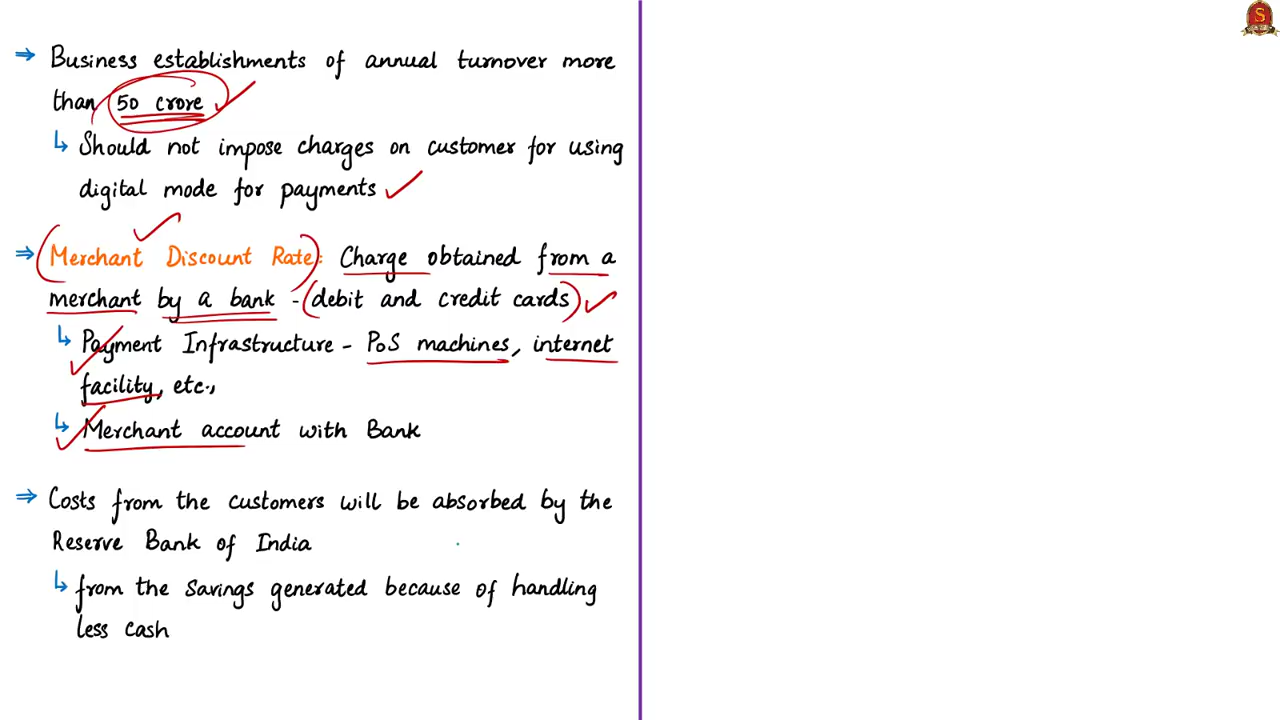 ⇒ Business establishments of annual turnover more
than 50 crore
↳ Should not impose charges on customer for using
digital mode for payments
⇒ Merchant Discount Rate: Charge obtained from a
merchant by a bank - (debit and credit cards)
↳ Payment Infrastructure - PoS machines, internet
facility, etc.,
↳ Merchant account with Bank
⇒ Costs from the customers will be absorbed by the
Reserve Bank of India
↳ from the savings generated because of handling
less cash
S